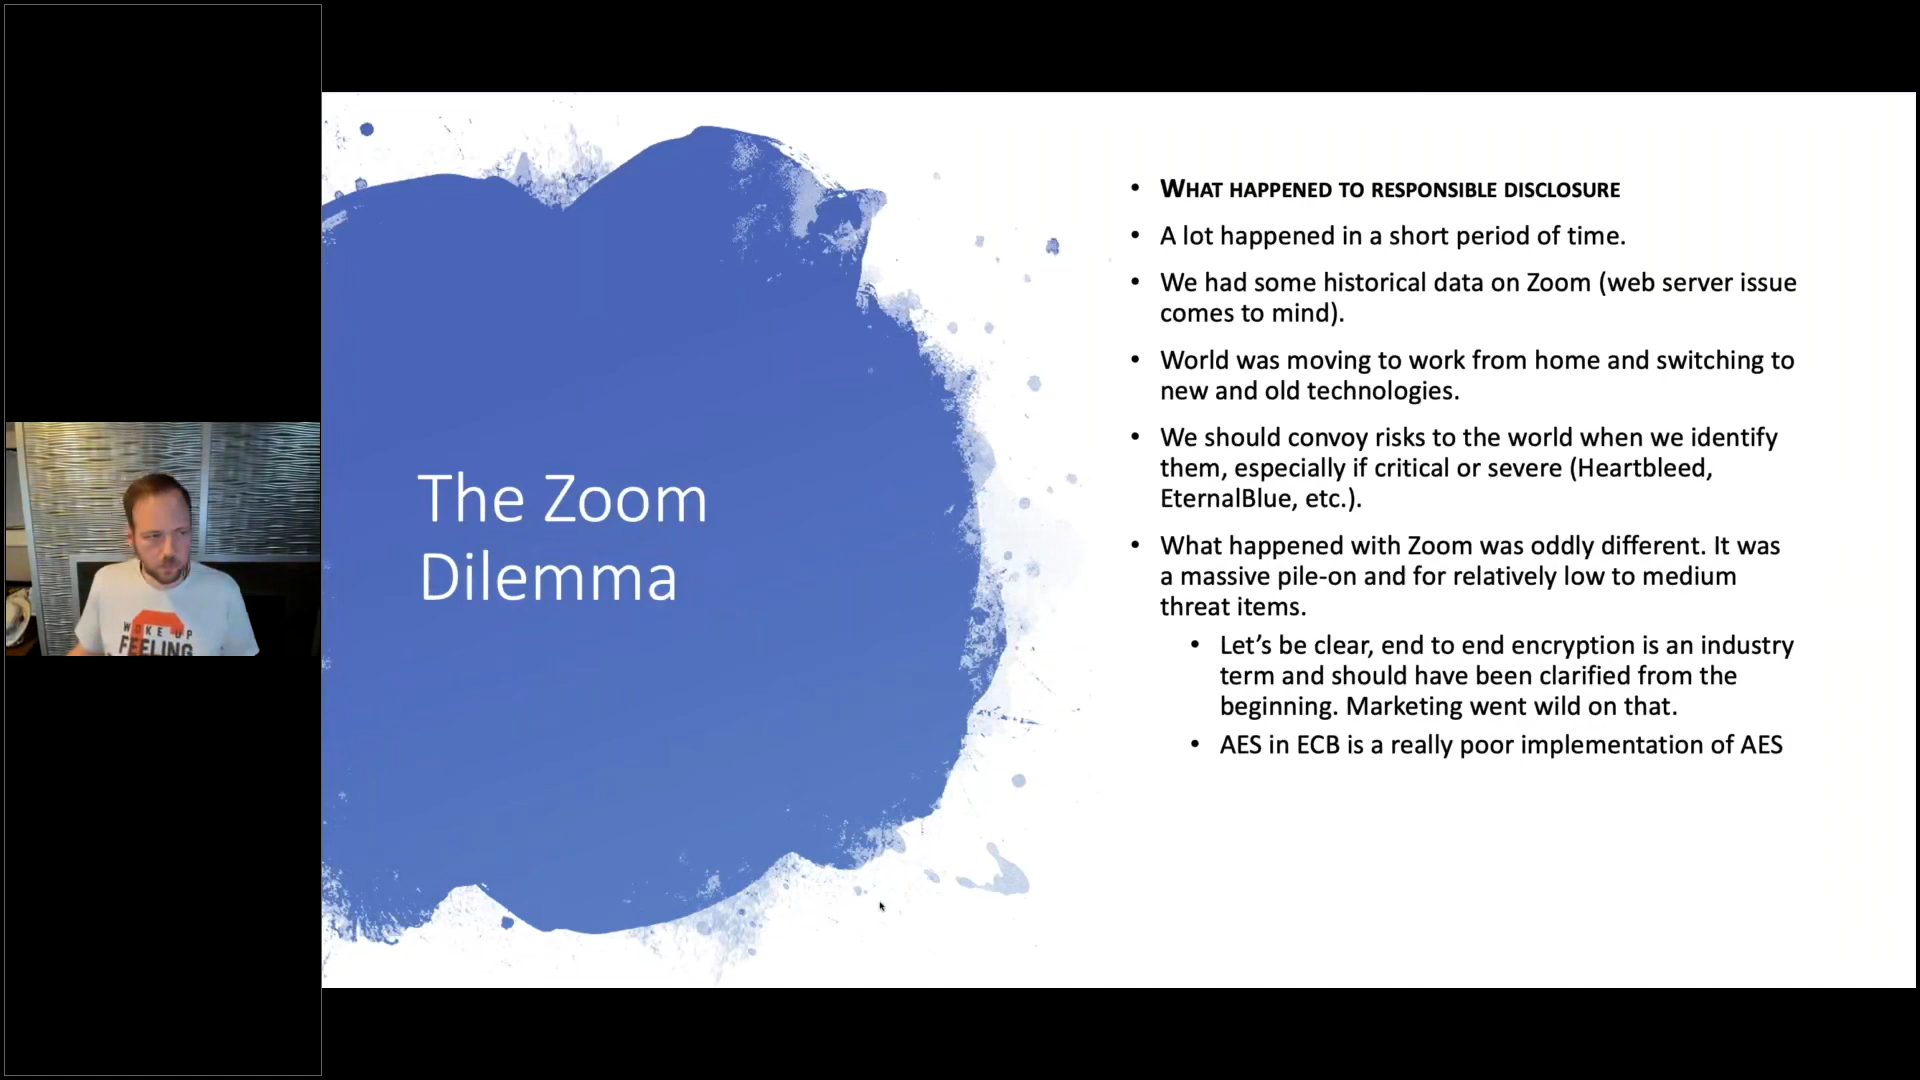 The Zoom
Dilemma
• WHAT HAPPENED TO RESPONSIBLE DISCLOSURE
• A lot happened in a short period of time.
• We had some historical data on Zoom (web server issue
comes to mind).
• World was moving to work from home and switching to
new and old technologies.
• We should convoy risks to the world when we identify
them, especially if critical or severe (Heartbleed,
EternalBlue, etc.).
• What happened with Zoom was oddly different. It was
a massive pile-on and for relatively low to medium
threat items.
• Let’s be clear, end to end encryption is an industry
term and should have been clarified from the
beginning. Marketing went wild on that.
• AES in ECB is a really poor implementation of AES
WOKE UP
FEELING